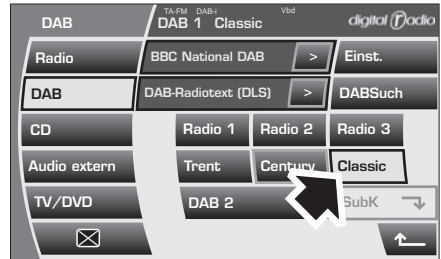 TA-FM DAB-i Vbd
DAB DAB 1 Classic digital radio
Radio BBC National DAB > Einst.
DAB DAB-Radiotext (DLS) > DABSuch
CD Radio 1 Radio 2 Radio 3
Audio extern Trent Century Classic
TV/DVD DAB 2 SubK